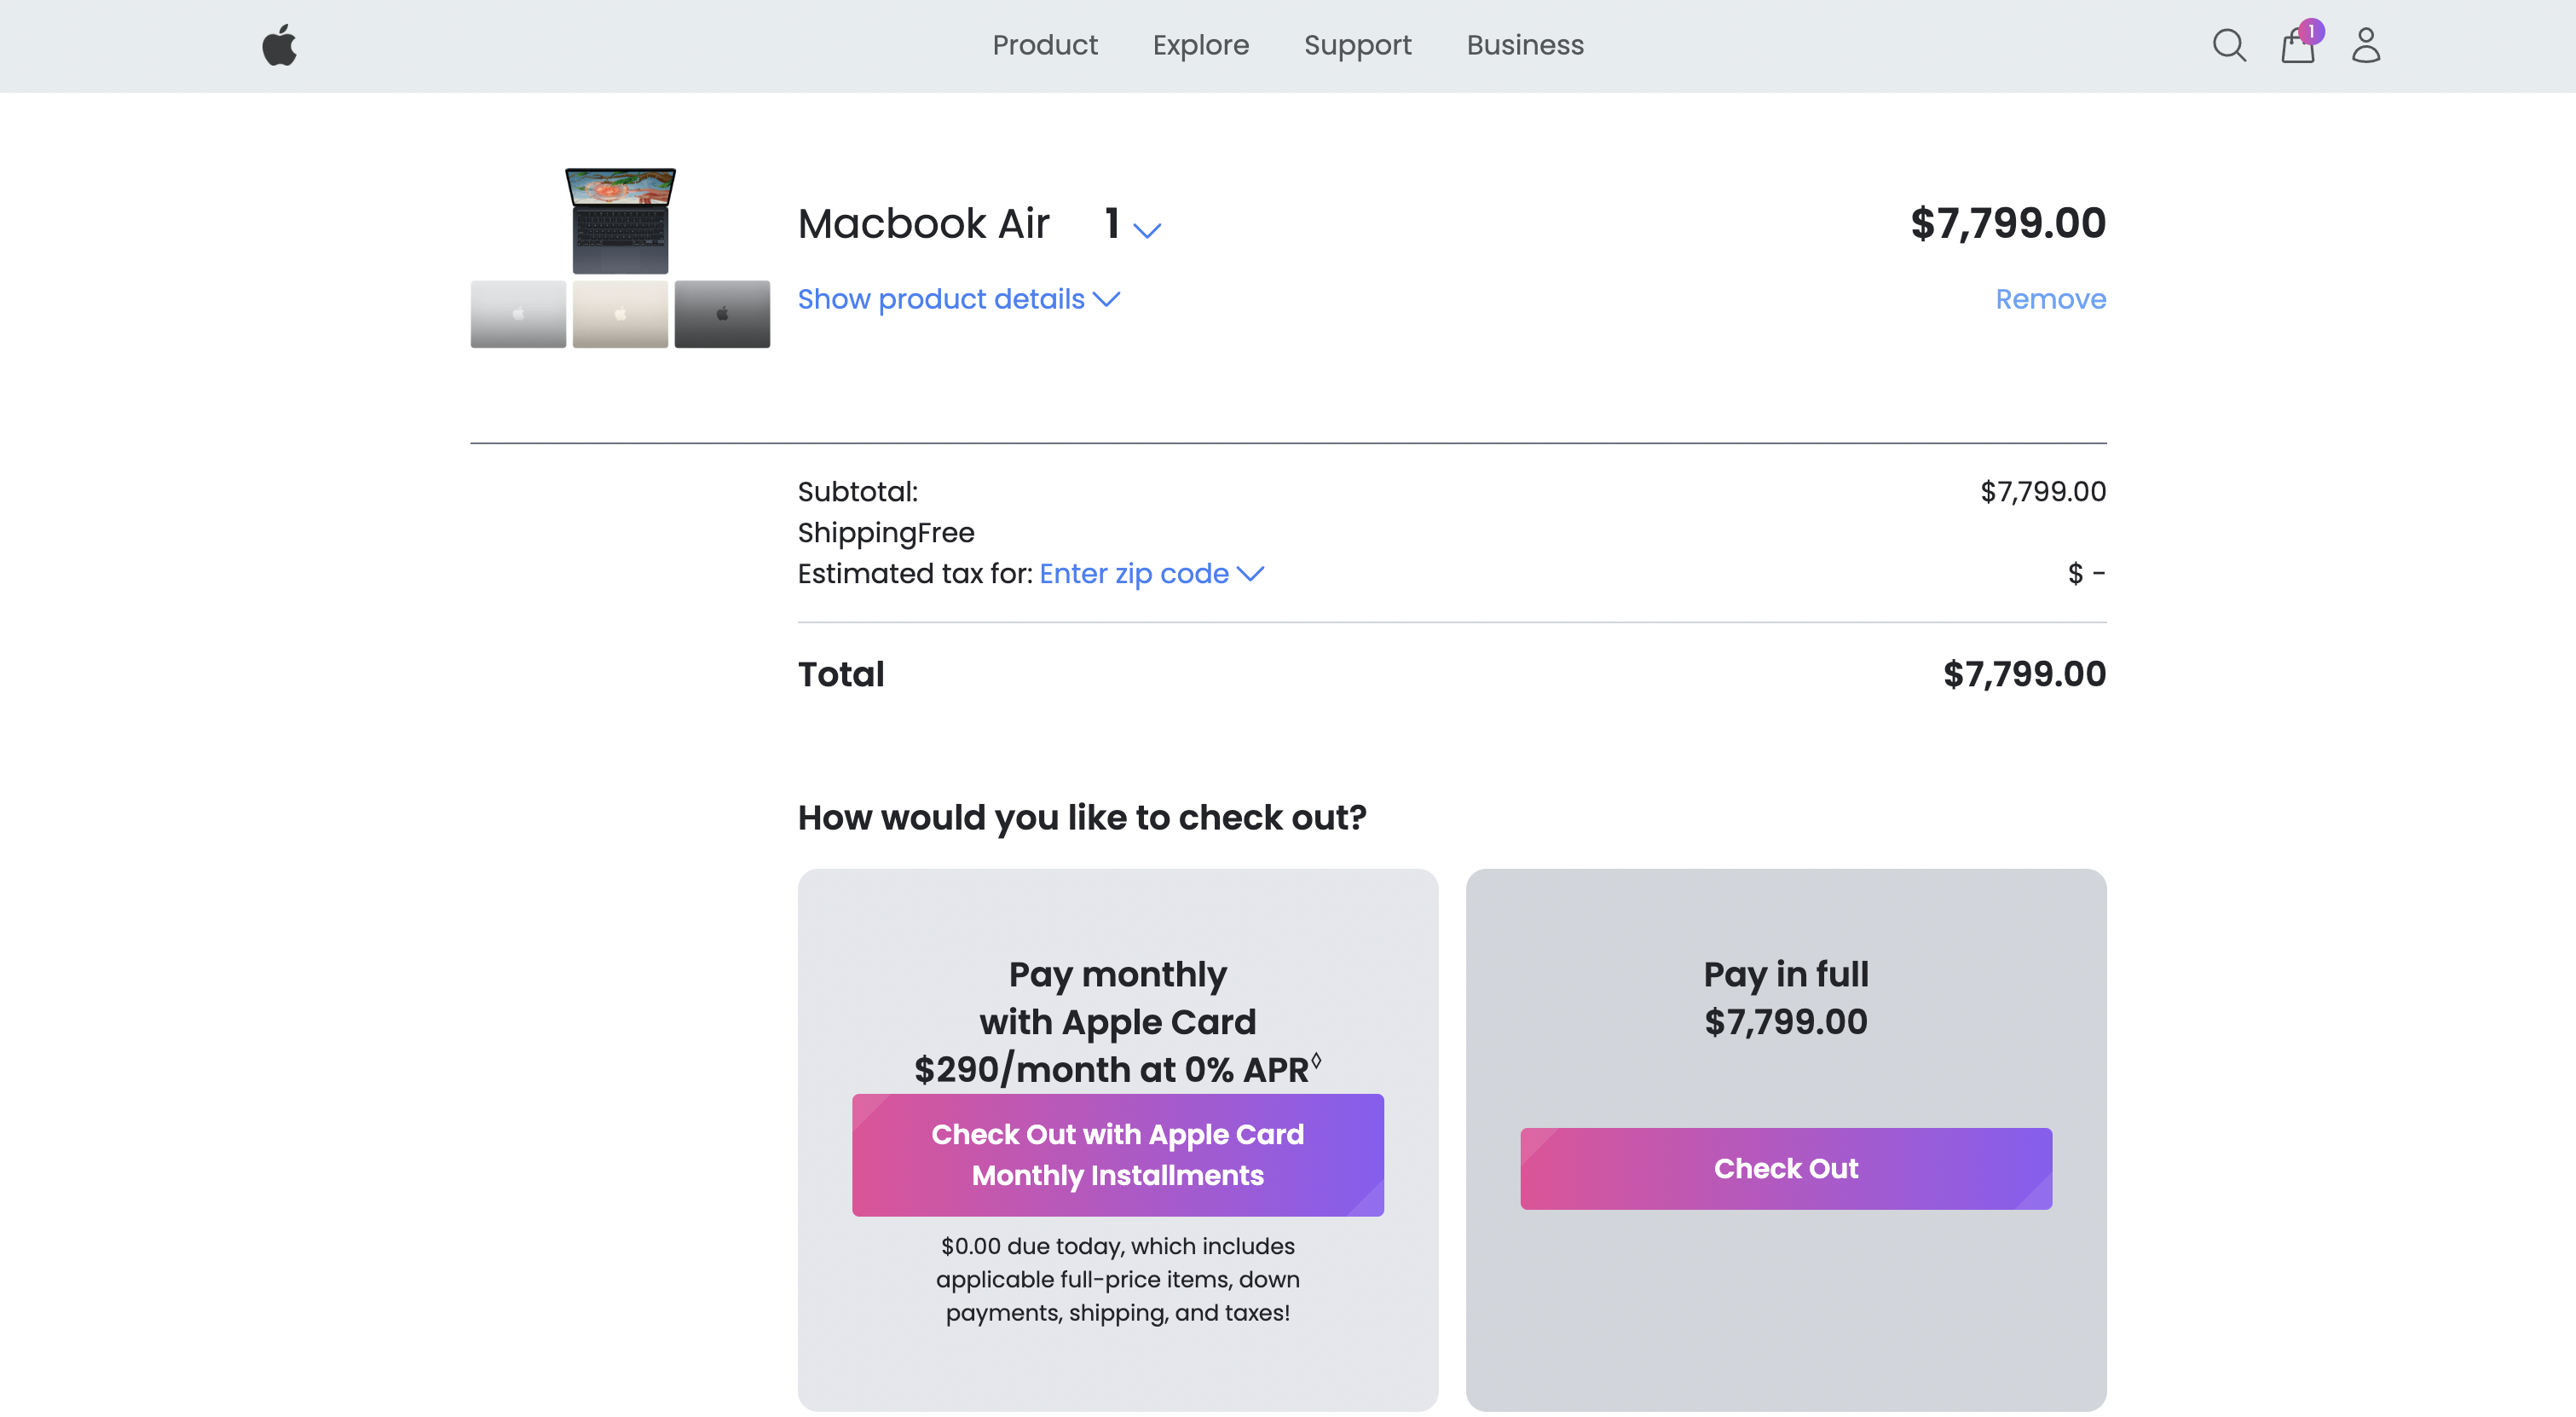 Product Explore Support Business
1
Macbook Air 1 $7,799.00
Show product details Remove
Subtotal: $7,799.00
ShippingFree
Estimated tax for: Enter zip code $ -
Total $7,799.00
How would you like to check out?
Pay monthly
with Apple Card
$290/month at 0% APR◊
Check Out with Apple Card
Monthly Installments
$0.00 due today, which includes
applicable full-price items, down
payments, shipping, and taxes!
Pay in full
$7,799.00
Check Out